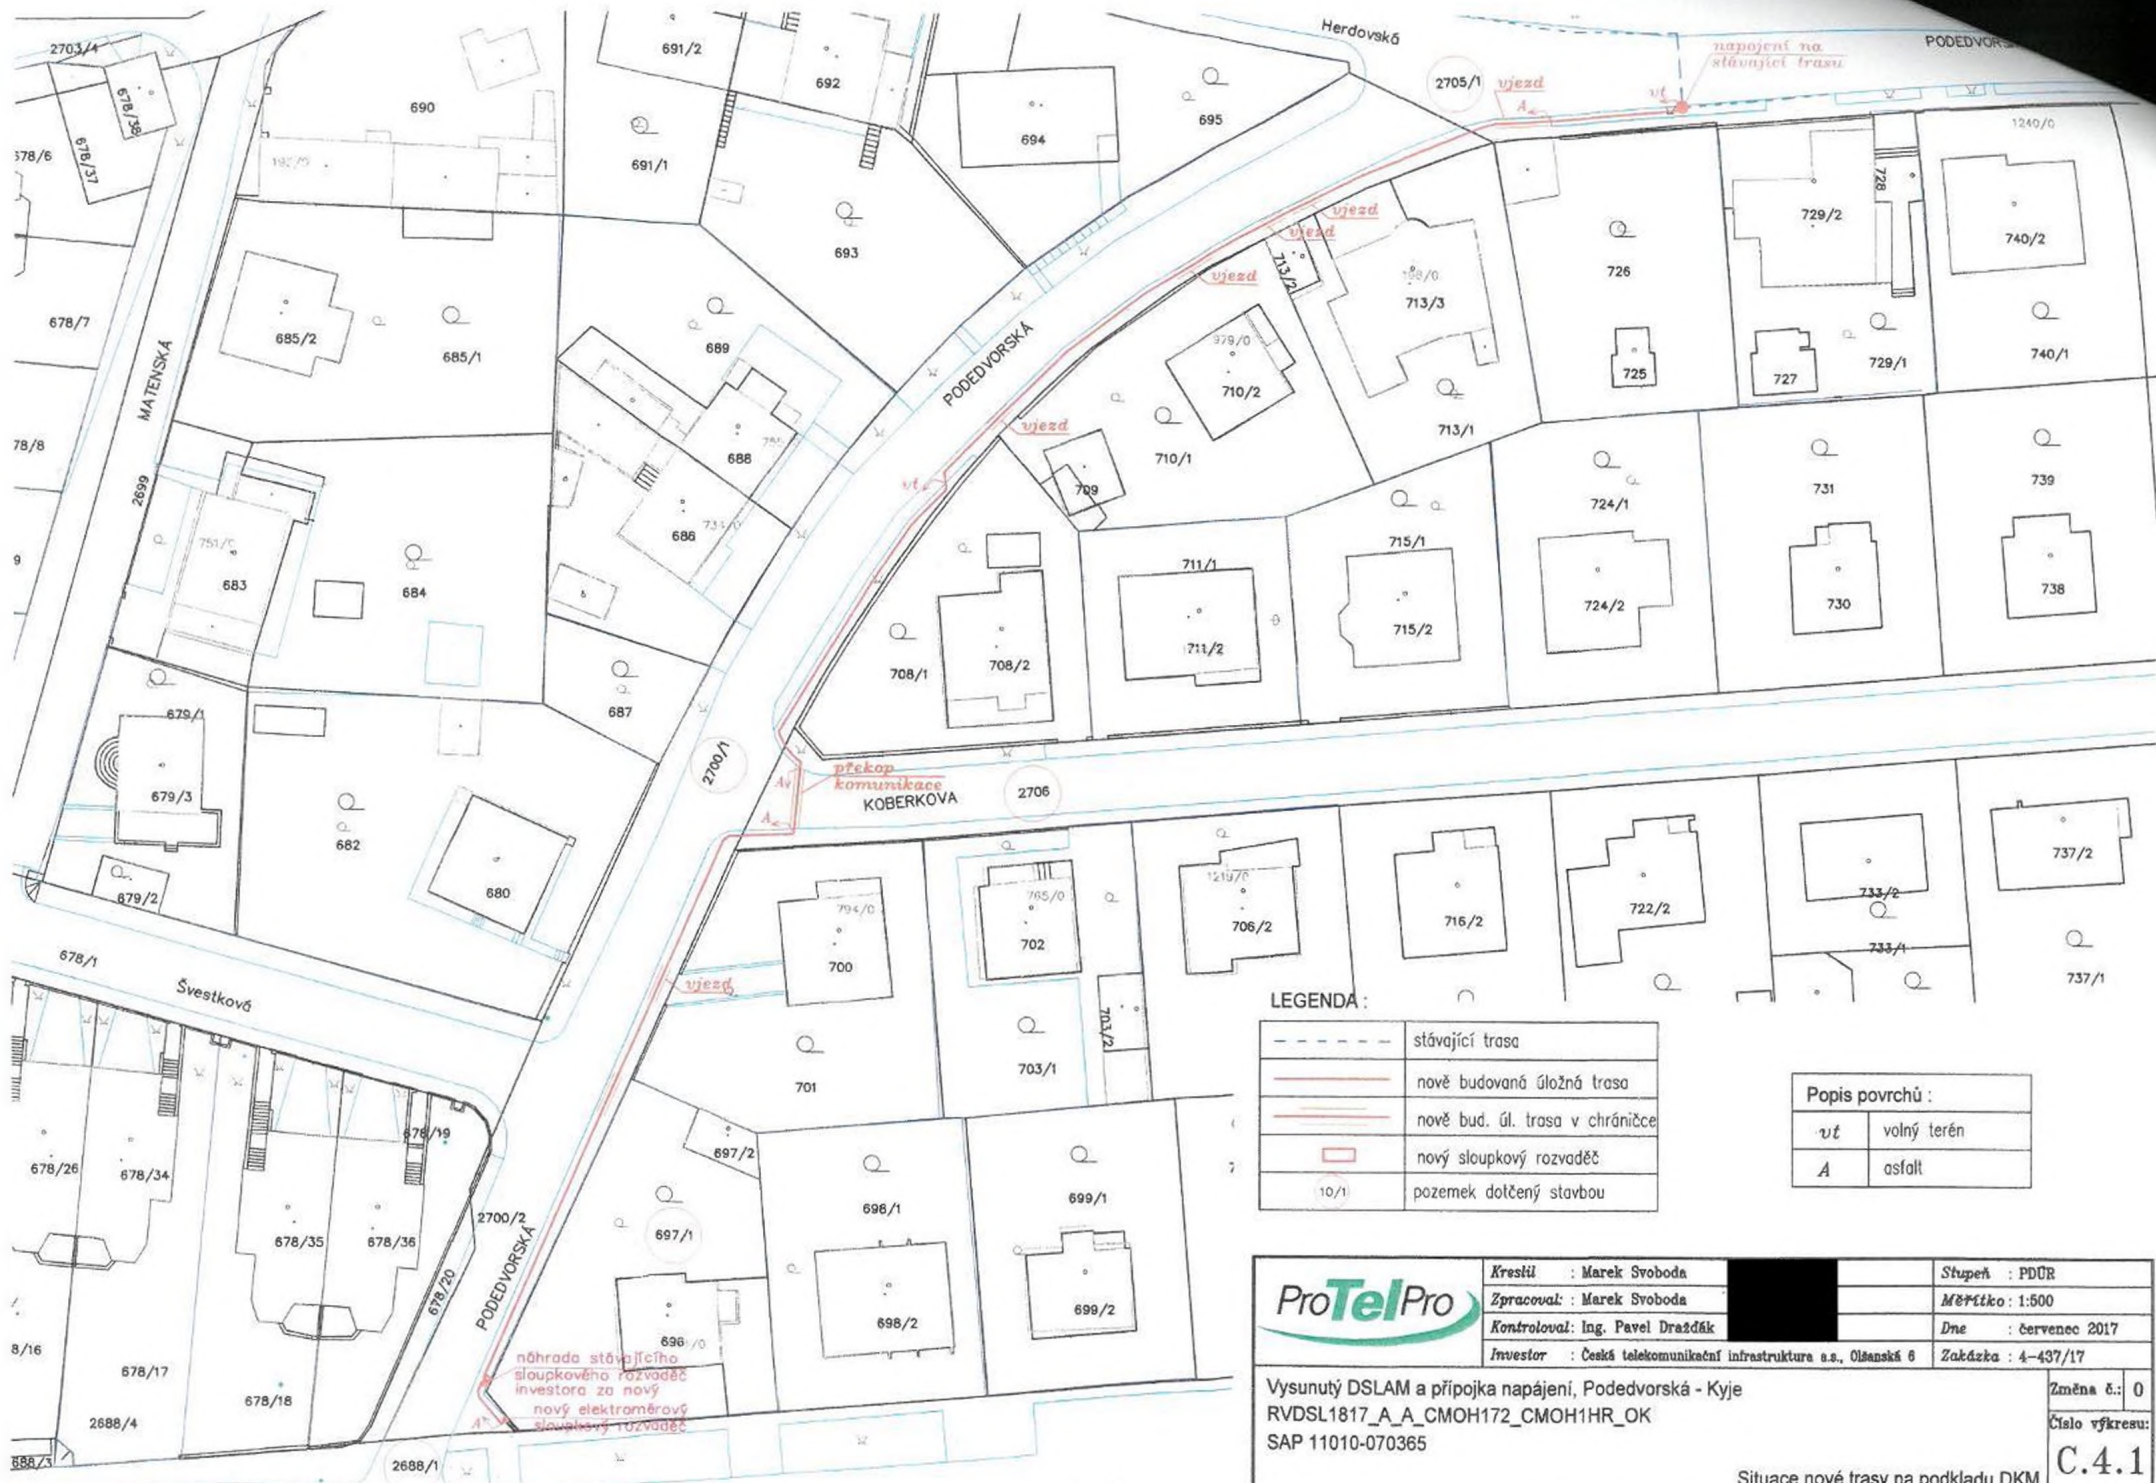 2703/4
678/38
678/37
678/6
678/7
78/8
9
MATENSKÁ
2699
690
192/0
691/2
691/1
692
693
694
695
Herdovská
2705/1
vjezd
A
vt
napojení na
stávající trasu
1240/0
685/2
685/1
689
688
686
687
684
683
751/0
682
680
679/1
679/3
679/2
678/1
Švestková
PODEDVORSKÁ
vjezd
vjezd
vjezd
vjezd
vt
713/2
713/3
713/1
979/0
710/2
710/1
709
726
725
727
728
729/2
729/1
740/2
740/1
708/1
708/2
711/1
711/2
715/1
715/2
724/1
724/2
731
730
739
738
2700/1
překop
komunikace
A
A
KOBERKOVA
2706
794/0
700
701
vjezd
765/0
702
703/1
703/2
1219/0
706/2
716/2
722/2
733/2
733/1
737/2
737/1
678/26
678/34
678/35
678/36
678/19
678/20
2700/2
PODEDVORSKÁ
697/2
697/1
696
698/1
698/2
699/1
699/2
8/16
678/17
678/18
2688/4
688/3
2688/1
náhrada stávajícího
sloupkového rozvaděč
investora za nový
nový elektroměrový
sloupkový rozvaděč
A
LEGENDA :
stávající trasa
nově budovaná úložná trasa
nově bud. úl. trasa v chráničce
nový sloupkový rozvaděč
10/1 pozemek dotčený stavbou
Popis povrchů :
vt volný terén
A asfalt
ProTelPro
Kreslil : Marek Svoboda
Zpracoval: : Marek Svoboda
Kontroloval: Ing. Pavel Dražďák
Investor : Česká telekomunikační infrastruktura a.s., Olšanská 6
Stupeň : PDÚR
Měřítko : 1:500
Dne : červenec 2017
Zakázka : 4-437/17
Vysunutý DSLAM a přípojka napájení, Podedvorská - Kyje
RVDSL1817_A_A_CMOH172_CMOH1HR_OK
SAP 11010-070365
Změna č.: 0
Číslo výkresu:
C.4.1
Situace nové trasy na podkladu DKM